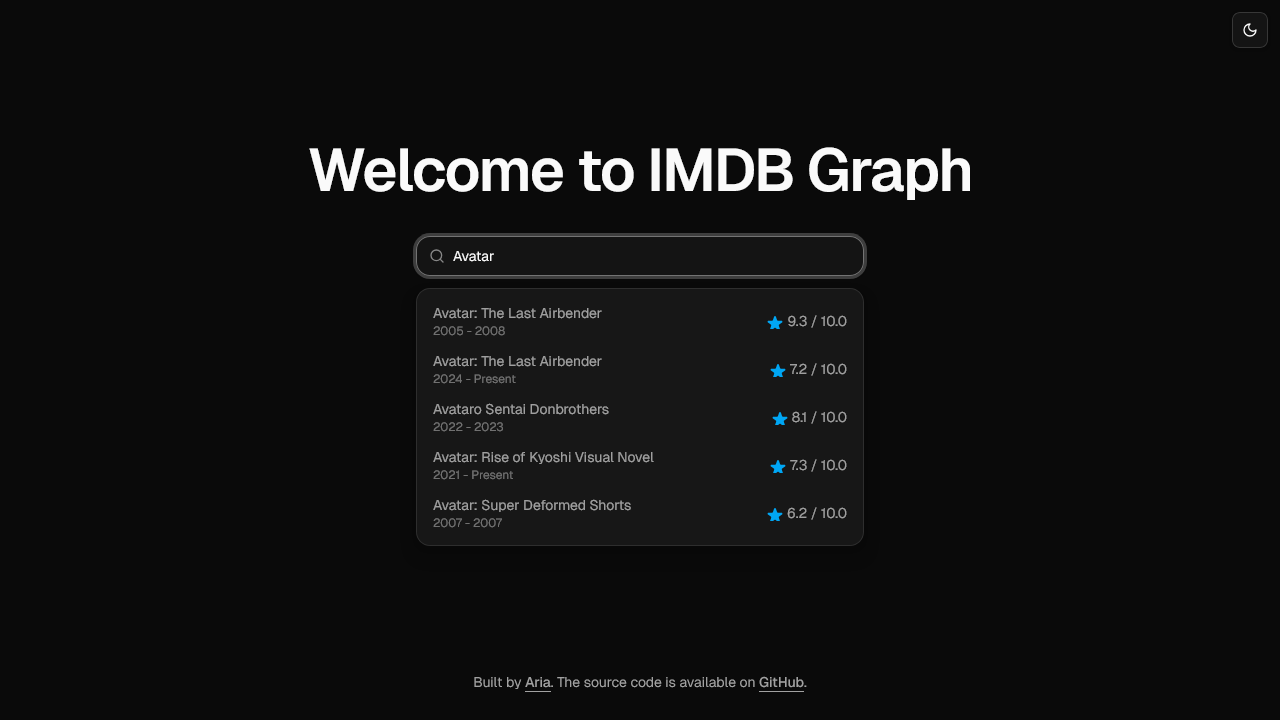 Welcome to IMDB Graph
Avatar
Avatar: The Last Airbender
2005 - 2008
9.3 / 10.0
Avatar: The Last Airbender
2024 - Present
7.2 / 10.0
Avataro Sentai Donbrothers
2022 - 2023
8.1 / 10.0
Avatar: Rise of Kyoshi Visual Novel
2021 - Present
7.3 / 10.0
Avatar: Super Deformed Shorts
2007 - 2007
6.2 / 10.0
Built by Aria. The source code is available on GitHub.